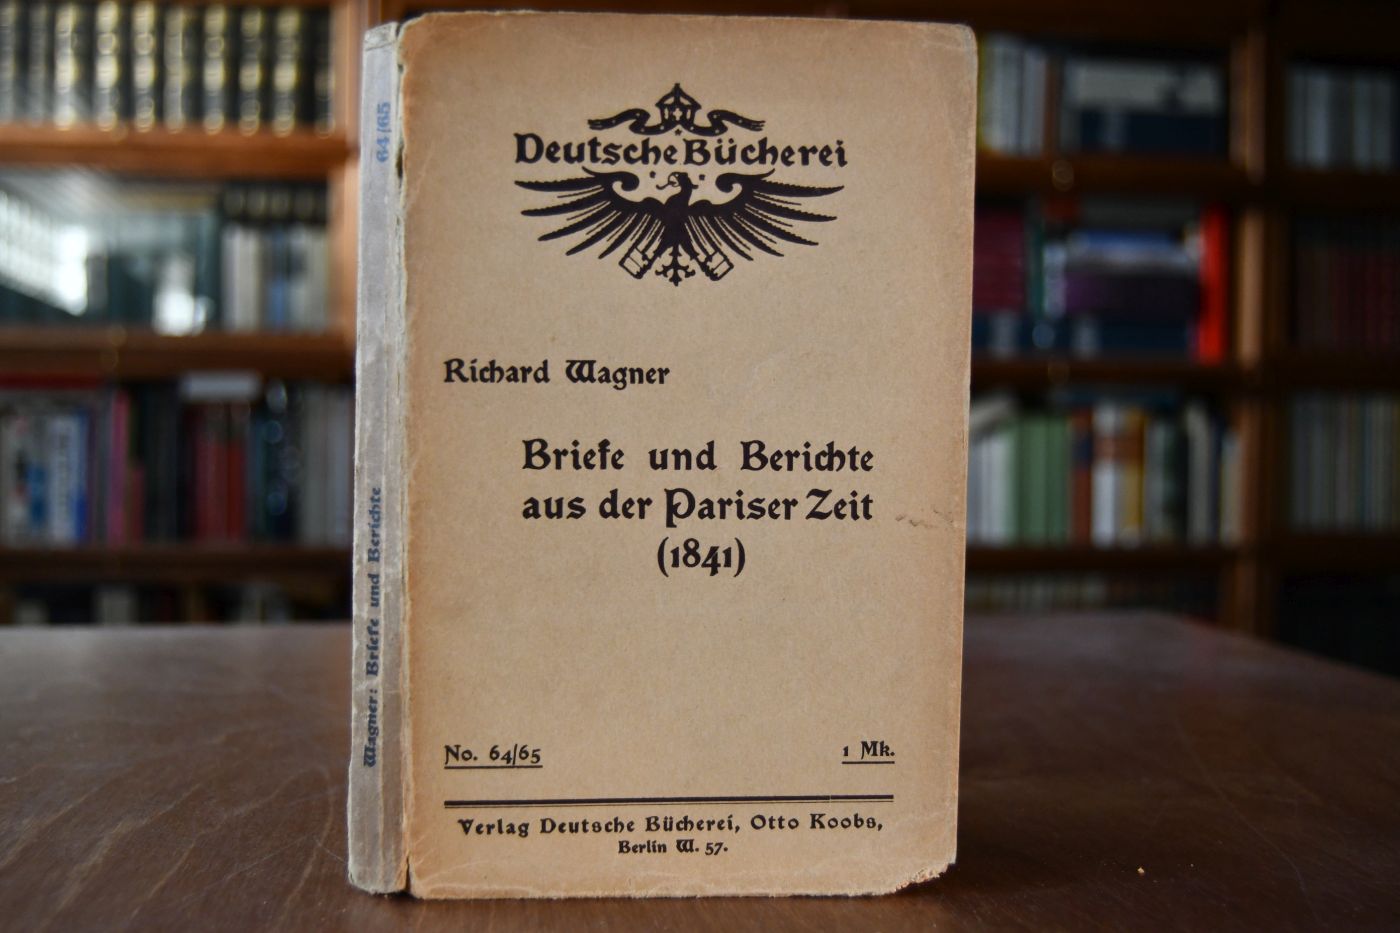 Deutsche Bücherei
Richard Wagner
Briefe und Berichte
aus der Pariser Zeit
(1841)
No. 64/65
1 Mk.
Verlag Deutsche Bücherei, Otto Koobs,
Berlin W. 57.
Wagner: Briefe und Berichte 64/65